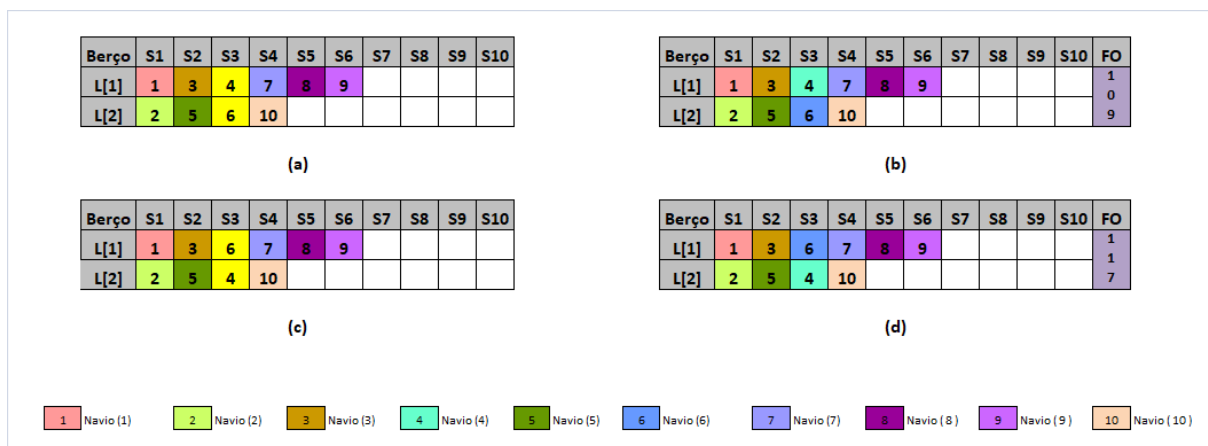 Berço S1 S2 S3 S4 S5 S6 S7 S8 S9 S10
L[1] 1 3 4 7 8 9
L[2] 2 5 6 10
(a)
Berço S1 S2 S3 S4 S5 S6 S7 S8 S9 S10 FO
L[1] 1 3 4 7 8 9 109
L[2] 2 5 6 10
(b)
Berço S1 S2 S3 S4 S5 S6 S7 S8 S9 S10
L[1] 1 3 6 7 8 9
L[2] 2 5 4 10
(c)
Berço S1 S2 S3 S4 S5 S6 S7 S8 S9 S10 FO
L[1] 1 3 6 7 8 9 117
L[2] 2 5 4 10
(d)
1 Navio (1) 2 Navio (2) 3 Navio (3) 4 Navio (4) 5 Navio (5) 6 Navio (6) 7 Navio (7) 8 Navio ( 8 ) 9 Navio ( 9 ) 10 Navio ( 10 )